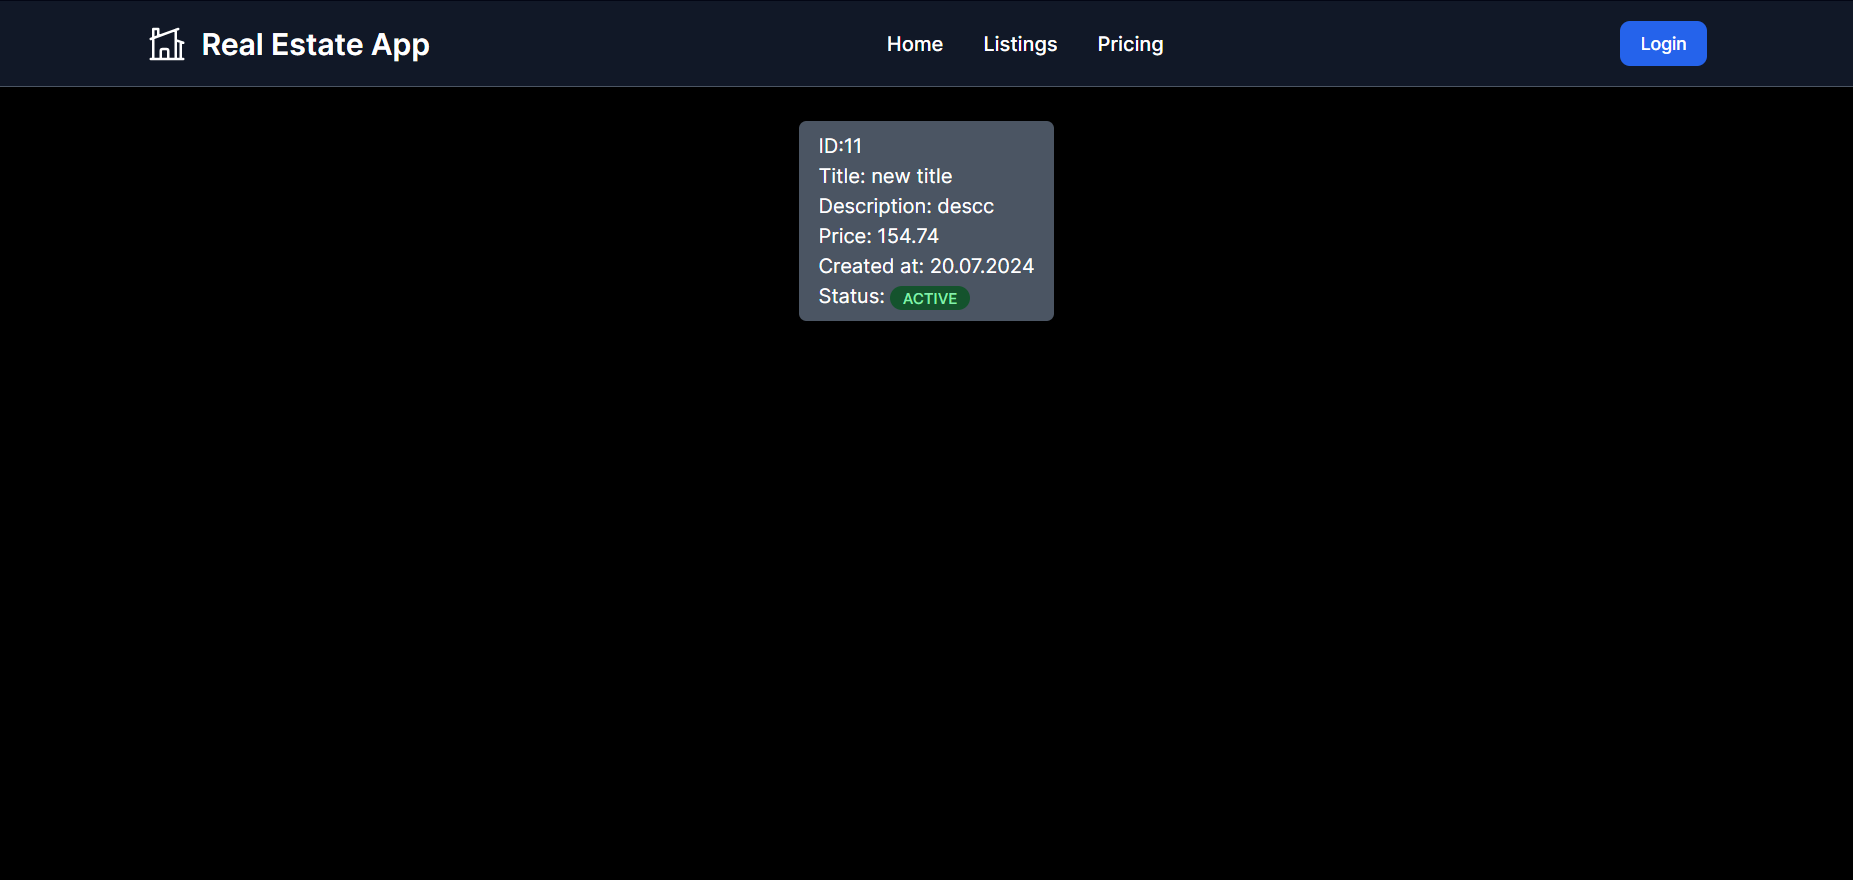 Real Estate App
Home Listings Pricing
Login
ID:11
Title: new title
Description: descc
Price: 154.74
Created at: 20.07.2024
Status: ACTIVE